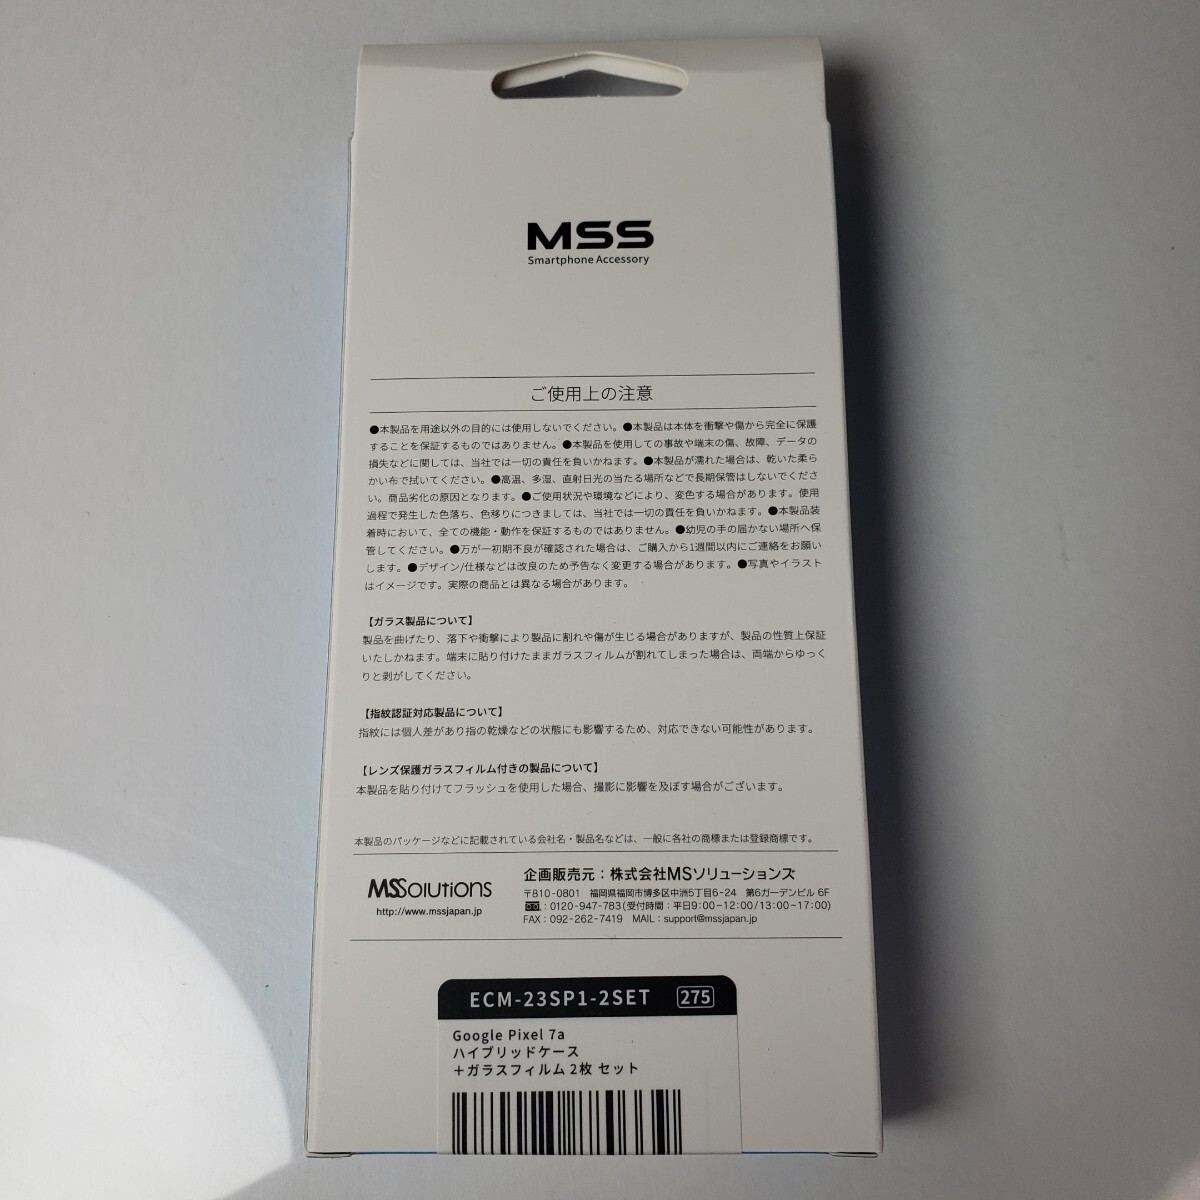 MSS
Smartphone Accessory
ご使用上の注意
●本製品を用途以外の目的には使用しないでください。●本製品は本体を衝撃や傷から完全に保護
することを保証するものではありません。●本製品を使用しての事故や端末の傷、故障、データの
損失などに関しては、当社では一切の責任を負いかねます。●本製品が濡れた場合は、乾いた柔ら
かい布で拭いてください。●高温、多湿、直射日光の当たる場所などで長期保管はしないでくださ
い。商品劣化の原因となります。●ご使用状況や環境などにより、変色する場合があります。使用
過程で発生した色落ち、色移りにつきましては、当社では一切の責任を負いかねます。●本製品装
着時において、全ての機能・動作を保証するものではありません。●幼児の手の届かない場所へ保
管してください。●万が一初期不良が確認された場合は、ご購入から1週間以内にご連絡をお願い
します。●デザイン/仕様などは改良のため予告なく変更する場合があります。●写真やイラスト
はイメージです。実際の商品とは異なる場合があります。
【ガラス製品について】
製品を曲げたり、落下や衝撃により製品に割れや傷が生じる場合がありますが、製品の性質上保証
いたしかねます。端末に貼り付けたままガラスフィルムが割れてしまった場合は、両端からゆっく
りと剥がしてください。
【指紋認証対応製品について】
指紋には個人差があり指の乾燥などの状態にも影響するため、対応できない可能性があります。
【レンズ保護ガラスフィルム付きの製品について】
本製品を貼り付けてフラッシュを使用した場合、撮影に影響を及ぼす場合がございます。
本製品のパッケージなどに記載されている会社名・製品名などは、一般に各社の商標または登録商標です。
MSSolutions
http://www.mssjapan.jp
企画販売元：株式会社MSソリューションズ
〒810-0801 福岡県福岡市博多区中洲5丁目6-24 第6ガーデンビル 6F
：0120-947-783(受付時間：平日9:00~12:00/13:00~17:00)
FAX：092-262-7419 MAIL：support@mssjapan.jp
ECM-23SP1-2SET 275
Google Pixel 7a
ハイブリッドケース
＋ガラスフィルム 2枚 セット